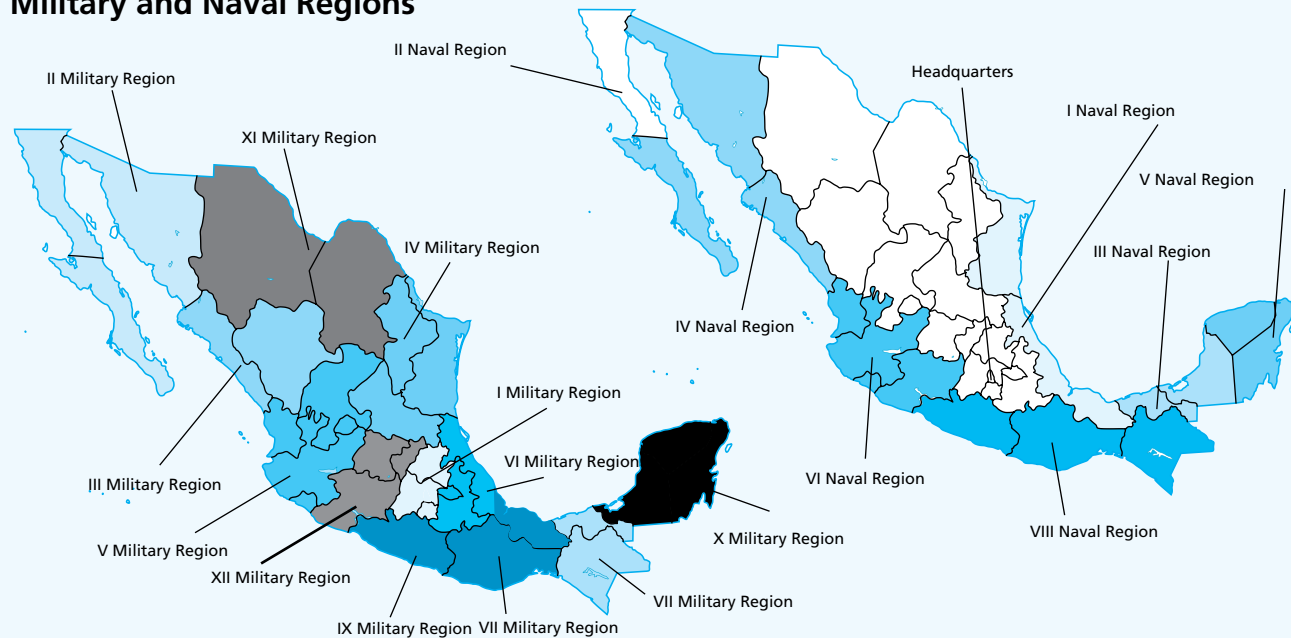 Military and Naval Regions
II Naval Region
Headquarters
II Military Region
I Naval Region
XI Military Region
V Naval Region
IV Military Region
III Naval Region
IV Naval Region
I Military Region
VI Military Region
III Military Region
VI Naval Region
VIII Naval Region
X Military Region
V Military Region
XII Military Region
VII Military Region
IX Military Region
VII Military Region